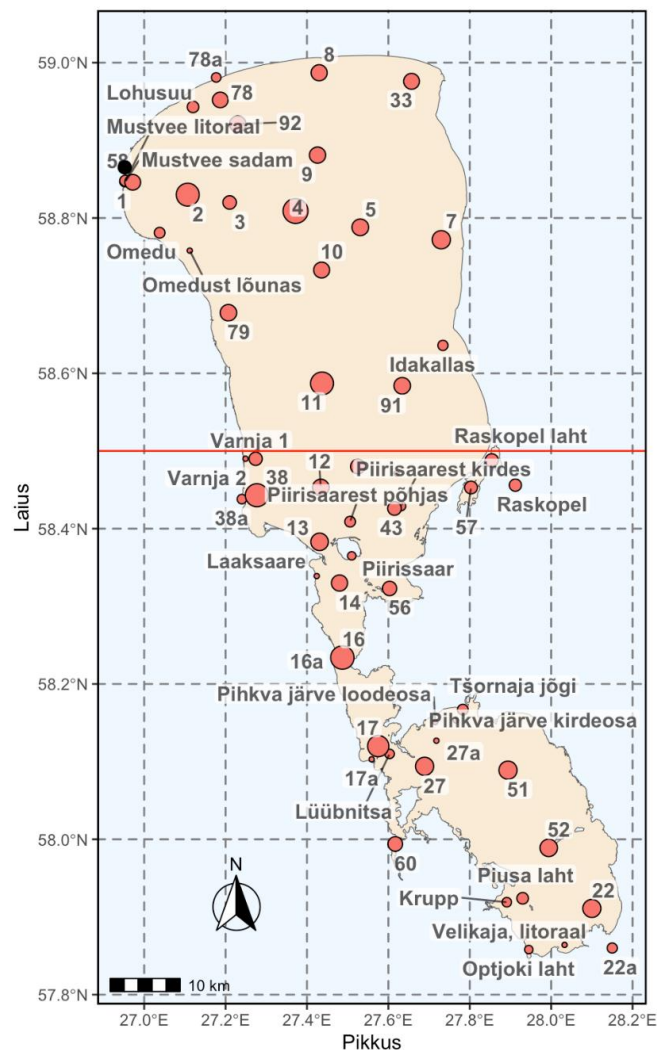 8
78a
59.0°N
33
Lohusuu
78
Mustvee litoraal
92
58
Mustvee sadam
9
1
2
3
4
5
7
58.8°N
Omedu
10
Omedust lõunas
79
Idakallas
58.6°N
11
91
Varnja 1
Raskopel laht
12
Piirisaarest kirdes
Varnja 2
38
Piirisaarest põhjas
Raskopel
38a
43
57
58.4°N
13
Laaksaare
Piirissaar
14
56
16
16a
58.2°N
Pihkva järve loodeosa
Tšornaja jõgi
17
Pihkva järve kirdeosa
27a
17a
27
51
Lüübnitsa
52
58.0°N
60
Piusa laht
Krupp
22
N
Velikaja, litoraal
Optjoki laht
22a
10 km
57.8°N
27.0°E
27.2°E
27.4°E
27.6°E
27.8°E
28.0°E
28.2°E
Pikkus
Laius